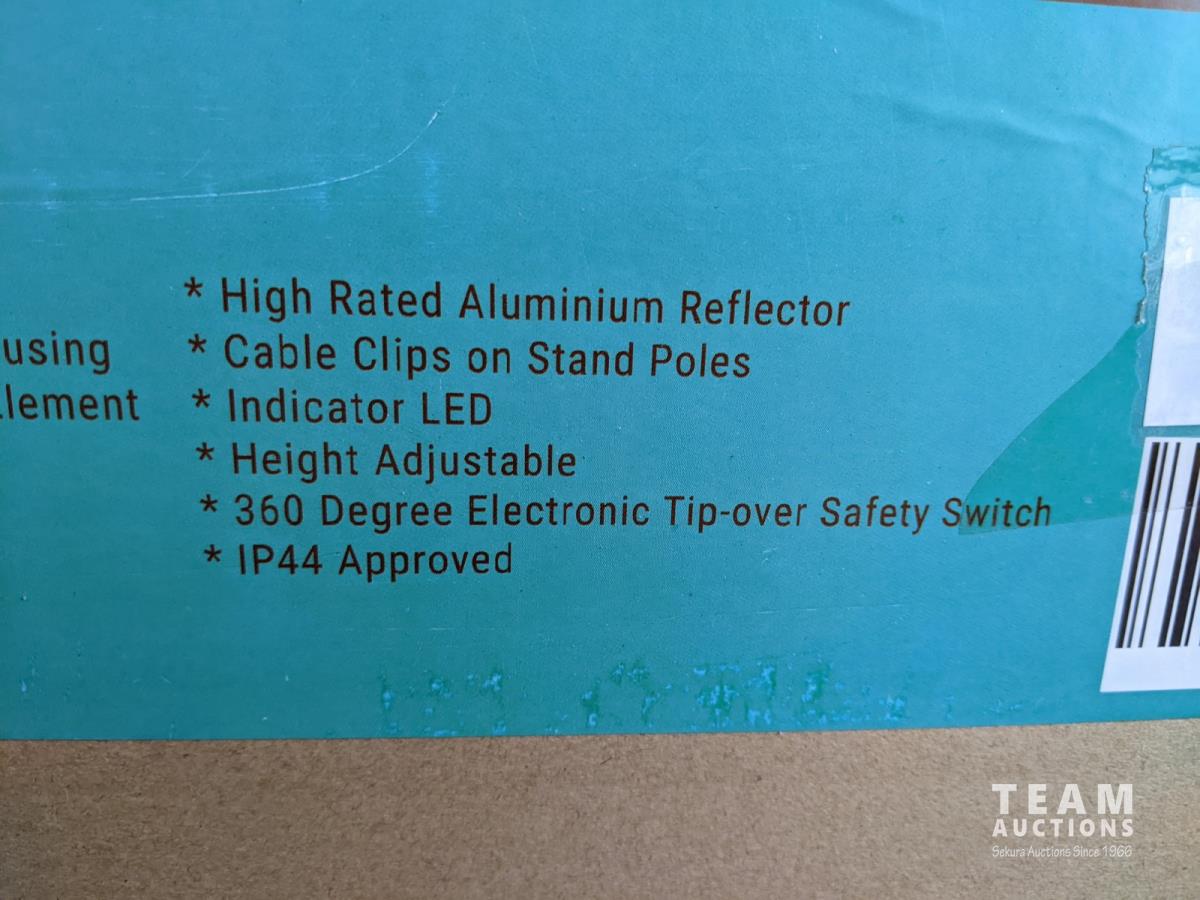 * High Rated Aluminium Reflector
using * Cable Clips on Stand Poles
lement * Indicator LED
* Height Adjustable
* 360 Degree Electronic Tip-over Safety Switch
* IP44 Approved
TEAM
AUCTIONS
Sekura Auctions Since 1966